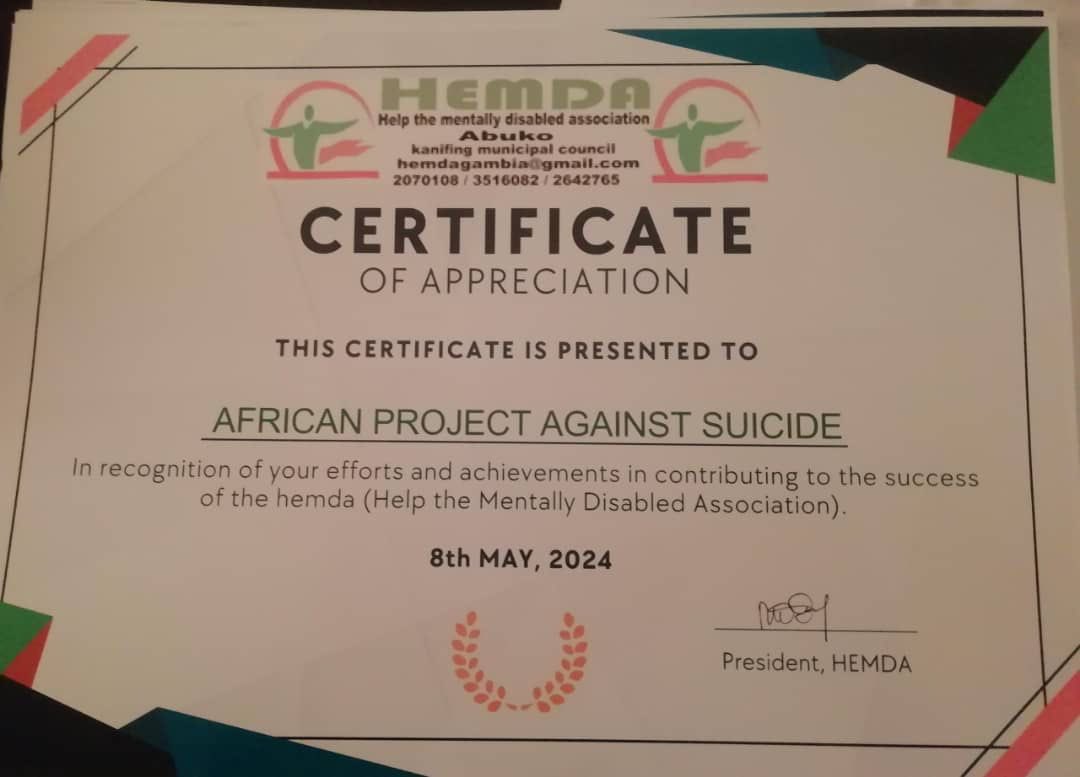 HEMDA
Help the mentally disabled association
Abuko
kanifing municipal council
hemdagambia@gmail.com
2070108 / 3516082 / 2642765
CERTIFICATE
OF APPRECIATION
THIS CERTIFICATE IS PRESENTED TO
AFRICAN PROJECT AGAINST SUICIDE
In recognition of your efforts and achievements in contributing to the success
of the hemda (Help the Mentally Disabled Association).
8th MAY, 2024
President, HEMDA